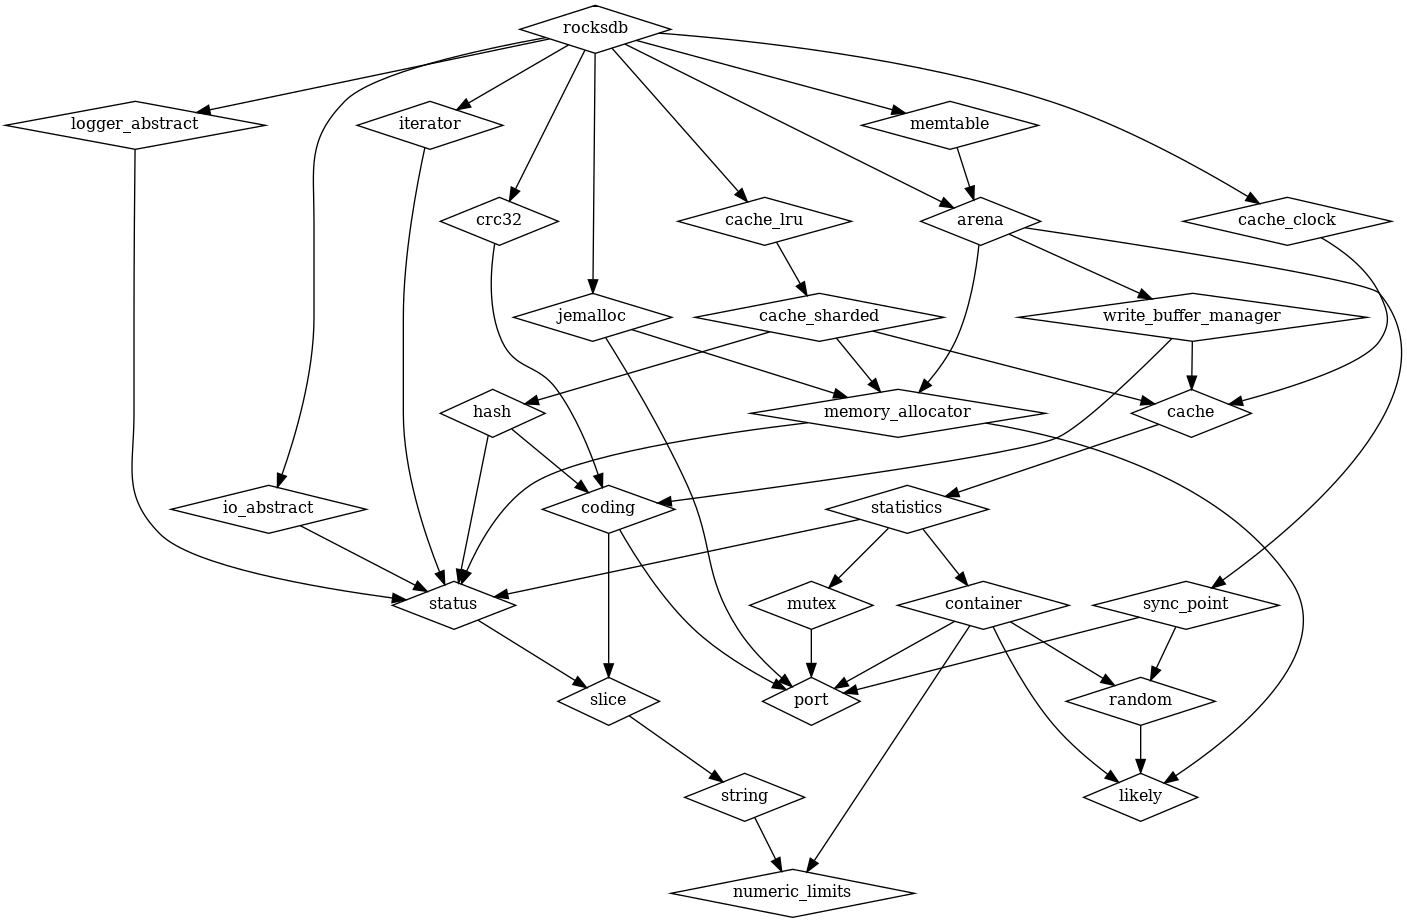 rocksdb
logger_abstract
iterator
memtable
crc32
cache_lru
arena
cache_clock
jemalloc
cache_sharded
write_buffer_manager
hash
memory_allocator
cache
io_abstract
coding
statistics
status
mutex
container
sync_point
slice
port
random
string
likely
numeric_limits